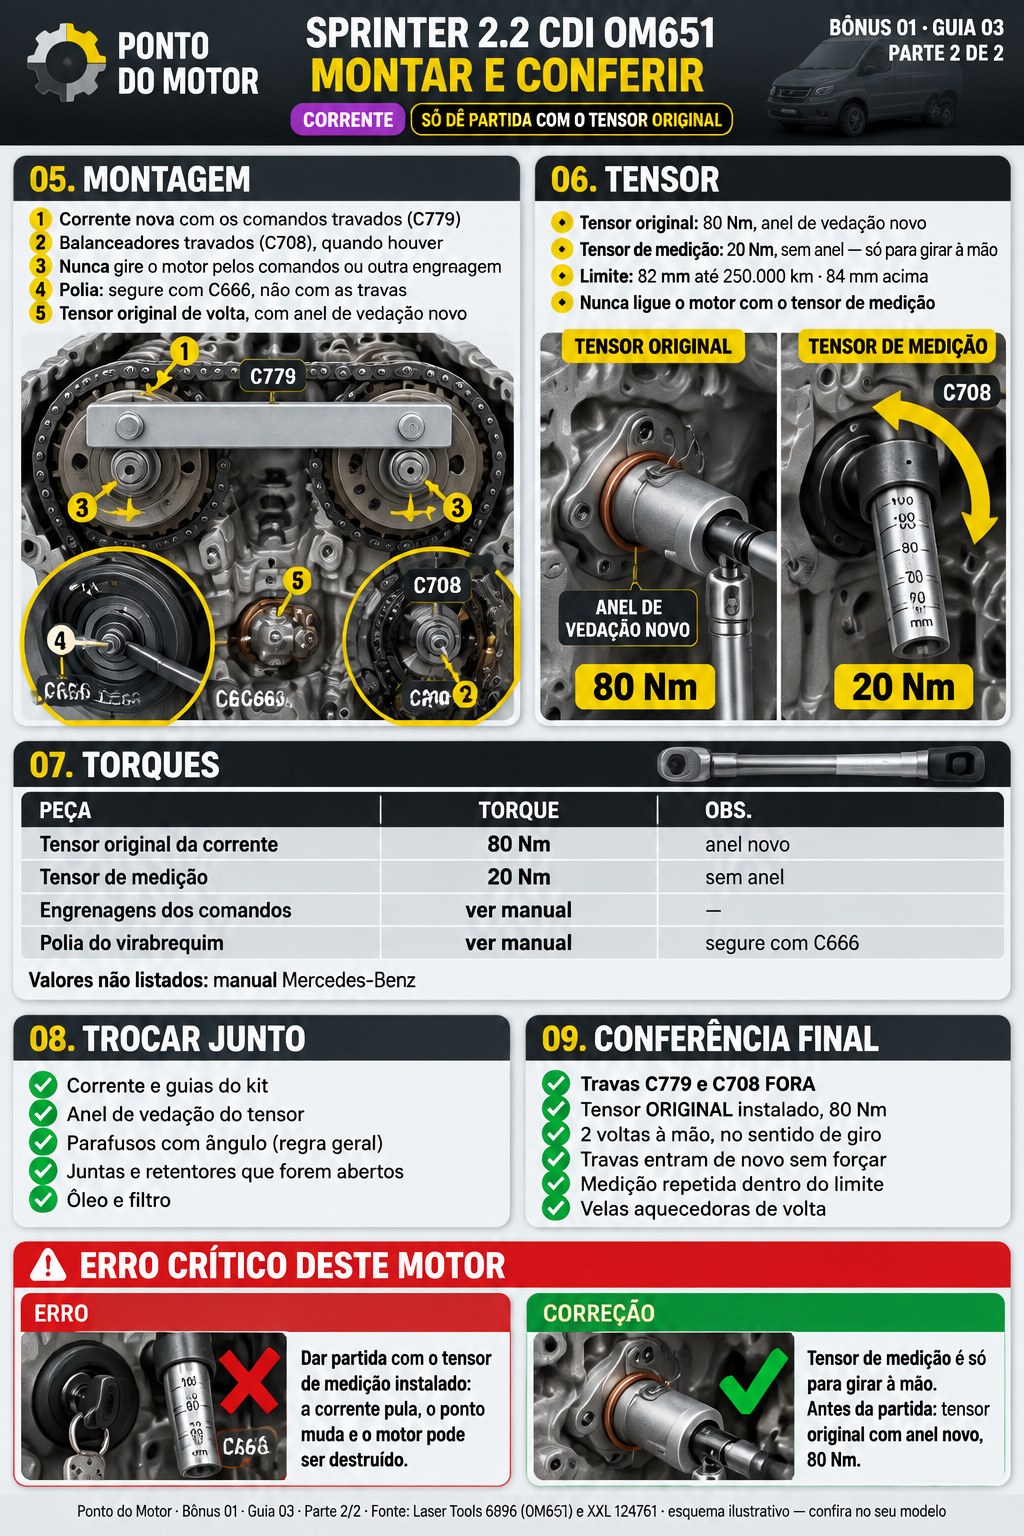 PONTO
DO MOTOR
SPRINTER 2.2 CDI OM651
MONTAR E CONFERIR
CORRENTE
SÓ DÊ PARTIDA COM O TENSOR ORIGINAL
BÔNUS 01 · GUIA 03
PARTE 2 DE 2
05. MONTAGEM
1 Corrente nova com os comandos travados (C779)
2 Balanceadores travados (C708), quando houver
3 Nunca gire o motor pelos comandos ou outra engrnagem
4 Polia: segure com C666, não com as travas
5 Tensor original de volta, com anel de vedação novo
1
C779
3
3
5
C708
4
2
06. TENSOR
Tensor original: 80 Nm, anel de vedação novo
Tensor de medição: 20 Nm, sem anel — só para girar à mão
Limite: 82 mm até 250.000 km · 84 mm acima
Nunca ligue o motor com o tensor de medição
TENSOR ORIGINAL
TENSOR DE MEDIÇÃO
C708
80
mm
ANEL DE
VEDAÇÃO NOVO
80 Nm
20 Nm
07. TORQUES
PEÇA TORQUE OBS.
Tensor original da corrente 80 Nm anel novo
Tensor de medição 20 Nm sem anel
Engrenagens dos comandos ver manual —
Polia do virabrequim ver manual segure com C666
Valores não listados: manual Mercedes-Benz
08. TROCAR JUNTO
Corrente e guias do kit
Anel de vedação do tensor
Parafusos com ângulo (regra geral)
Juntas e retentores que forem abertos
Óleo e filtro
09. CONFERÊNCIA FINAL
Travas C779 e C708 FORA
Tensor ORIGINAL instalado, 80 Nm
2 voltas à mão, no sentido de giro
Travas entram de novo sem forçar
Medição repetida dentro do limite
Velas aquecedoras de volta
ERRO CRÍTICO DESTE MOTOR
ERRO
Dar partida com o tensor
de medição instalado:
a corrente pula, o ponto
muda e o motor pode
ser destruído.
CORREÇÃO
Tensor de medição é só
para girar à mão.
Antes da partida: tensor
original com anel novo,
80 Nm.
Ponto do Motor · Bônus 01 · Guia 03 · Parte 2/2 · Fonte: Laser Tools 6896 (OM651) e XXL 124761 · esquema ilustrativo — confira no seu modelo